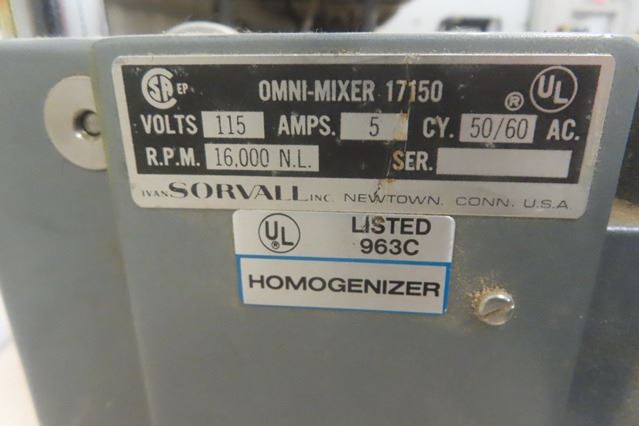 SA EP OMNI-MIXER 17150 ® UL
VOLTS 115 AMPS. 5 CY. 50/60 AC.
R.P.M. 16,000 N.L. SER.
IVAN SORVALL INC. NEWTOWN, CONN. U.S.A.
UL ® LISTED
963C
HOMOGENIZER